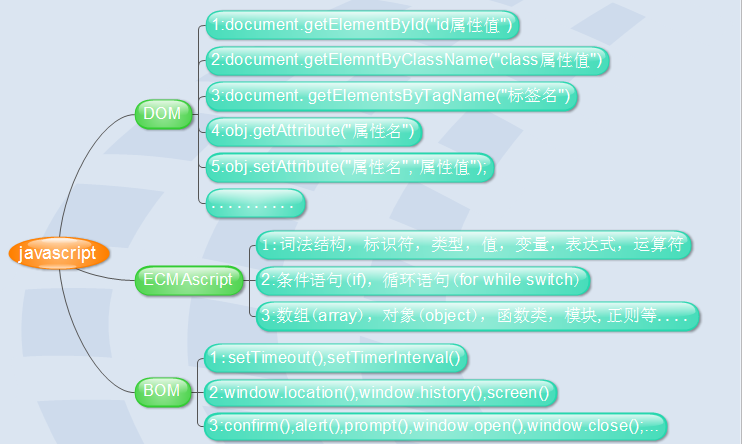 javascript
DOM
1:document.getElementById("id属性值")
2:document.getElemntByClassName("class属性值")
3:document. getElementsByTagName("标签名")
4:obj.getAttribute("属性名")
5:obj.setAttribute("属性名","属性值");
. . . . . . . . . .
ECMAscript
1:词法结构，标识符，类型，值，变量，表达式，运算符
2:条件语句(if)，循环语句(for while switch)
3:数组(array)，对象(object)，函数类，模块,正则等. . . .
BOM
1:setTimeout(),setTimerInterval()
2:window.location(),window.history(),screen()
3:confirm(),alert(),prompt(),window.open(),window.close();...